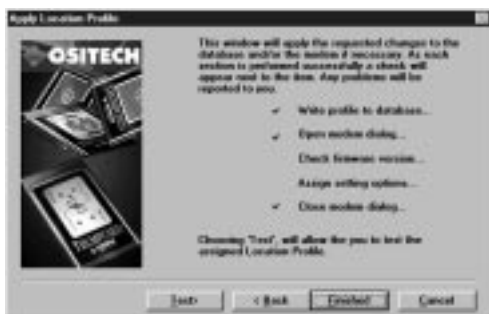 Apply Location Profile
OSITECH
This window will apply the requested changes to the
database and/or the modem if necessary. As each
action is performed successfully a check will
appear next to the item. Any problems will be
reported to you.
✓ Write profile to database...
✓ Open modem dialog...
Check firmware version...
Assign setting options...
✓ Close modem dialog...
Choosing 'Test', will allow the you to test the
assigned Location Profile.
Test> < Back Finished Cancel